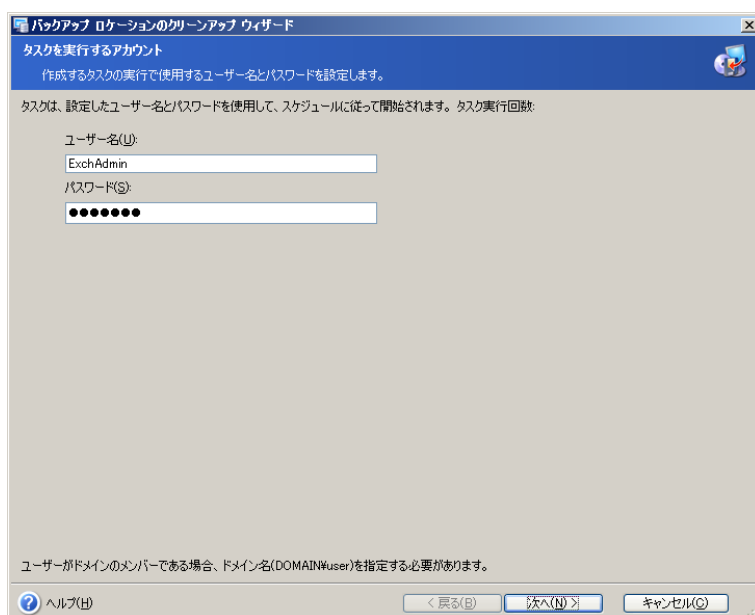 バックアップ ロケーションのクリーンアップ ウィザード
タスクを実行するアカウント
作成するタスクの実行で使用するユーザー名とパスワードを設定します。
タスクは、設定したユーザー名とパスワードを使用して、スケジュールに従って開始されます。タスク実行回数:
ユーザー名(U):
ExchAdmin
パスワード(S):
●●●●●●●
ユーザーがドメインのメンバーである場合、ドメイン名(DOMAIN¥user)を指定する必要があります。
ヘルプ(H)
< 戻る(B)
次へ(N) >
キャンセル(C)